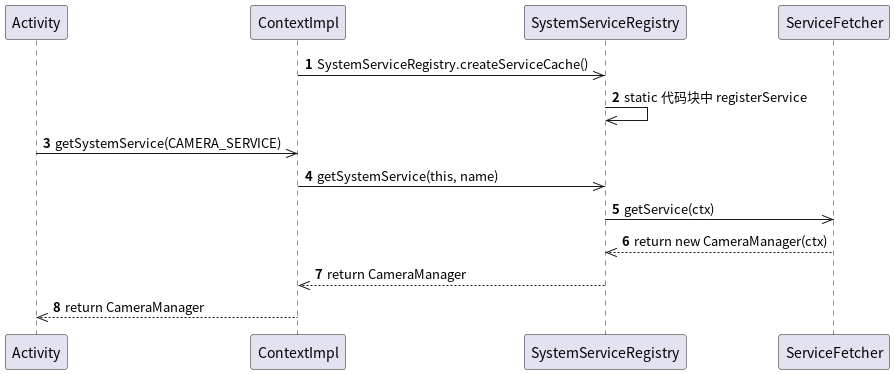 Activity
ContextImpl
SystemServiceRegistry
ServiceFetcher
1 SystemServiceRegistry.createServiceCache()
2 static 代码块中 registerService
3 getSystemService(CAMERA_SERVICE)
4 getSystemService(this, name)
5 getService(ctx)
6 return new CameraManager(ctx)
7 return CameraManager
8 return CameraManager
Activity
ContextImpl
SystemServiceRegistry
ServiceFetcher